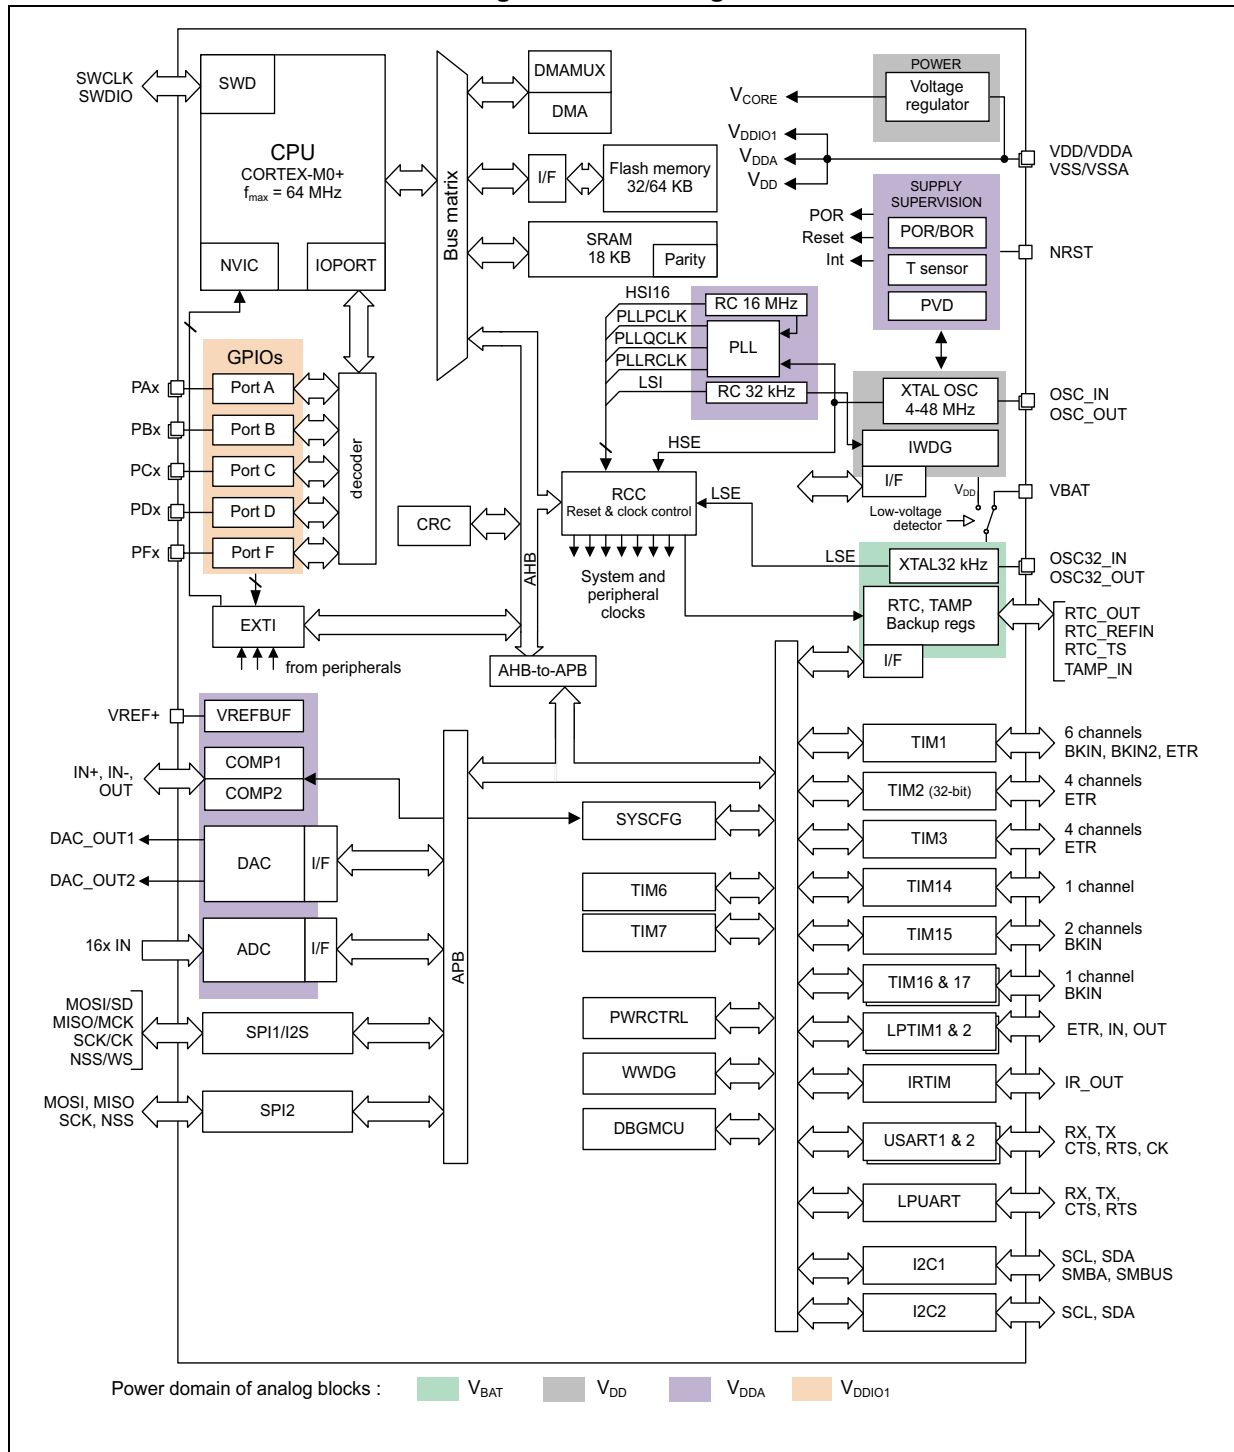 SWCLK
SWDIO
SWD
CPU
CORTEX-M0+
fmax = 64 MHz
NVIC
IOPORT
Bus matrix
DMAMUX
DMA
I/F
Flash memory
32/64 KB
SRAM
18 KB
Parity
POWER
Voltage
regulator
VCORE
VDDIO1
VDDA
VDD
VDD/VDDA
VSS/VSSA
SUPPLY
SUPERVISION
POR
Reset
Int
POR/BOR
T sensor
PVD
NRST
HSI16
PLLPCLK
PLLQCLK
PLLRCLK
LSI
RC 16 MHz
PLL
RC 32 kHz
XTAL OSC
4-48 MHz
IWDG
I/F
OSC_IN
OSC_OUT
HSE
GPIOs
PAx
Port A
PBx
Port B
PCx
Port C
PDx
Port D
PFx
Port F
decoder
CRC
AHB
RCC
Reset & clock control
LSE
System and
peripheral
clocks
VDD
Low-voltage
detector
VBAT
LSE
XTAL32 kHz
OSC32_IN
OSC32_OUT
RTC, TAMP
Backup regs
I/F
RTC_OUT
RTC_REFIN
RTC_TS
TAMP_IN
EXTI
from peripherals
AHB-to-APB
VREF+
VREFBUF
IN+, IN-,
OUT
COMP1
COMP2
DAC_OUT1
DAC_OUT2
DAC
I/F
16x IN
ADC
I/F
MOSI/SD
MISO/MCK
SCK/CK
NSS/WS
SPI1/I2S
MOSI, MISO
SCK, NSS
SPI2
APB
SYSCFG
TIM6
TIM7
PWRCTRL
WWDG
DBGMCU
TIM1
6 channels
BKIN, BKIN2, ETR
TIM2 (32-bit)
4 channels
ETR
TIM3
4 channels
ETR
TIM14
1 channel
TIM15
2 channels
BKIN
TIM16 & 17
1 channel
BKIN
LPTIM1 & 2
ETR, IN, OUT
IRTIM
IR_OUT
USART1 & 2
RX, TX
CTS, RTS, CK
LPUART
RX, TX,
CTS, RTS
I2C1
SCL, SDA
SMBA, SMBUS
I2C2
SCL, SDA
Power domain of analog blocks :
VBAT
VDD
VDDA
VDDIO1